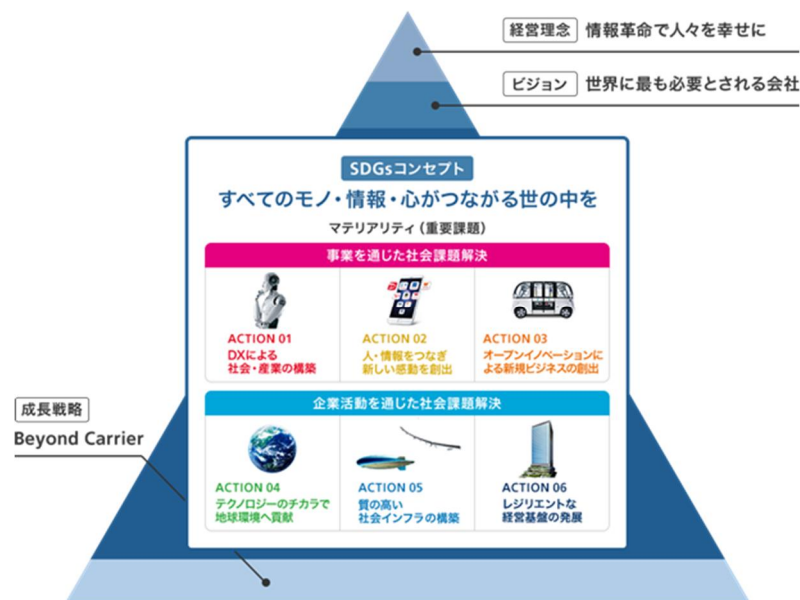 経営理念 情報革命で人々を幸せに
ビジョン 世界に最も必要とされる会社
SDGsコンセプト
すべてのモノ・情報・心がつながる世の中を
マテリアリティ（重要課題）
事業を通じた社会課題解決
ACTION 01
DXによる
社会・産業の構築
ACTION 02
人・情報をつなぎ
新しい感動を創出
ACTION 03
オープンイノベーションに
よる新規ビジネスの創出
成長戦略
Beyond Carrier
企業活動を通じた社会課題解決
ACTION 04
テクノロジーのチカラで
地球環境へ貢献
ACTION 05
質の高い
社会インフラの構築
ACTION 06
レジリエントな
経営基盤の発展